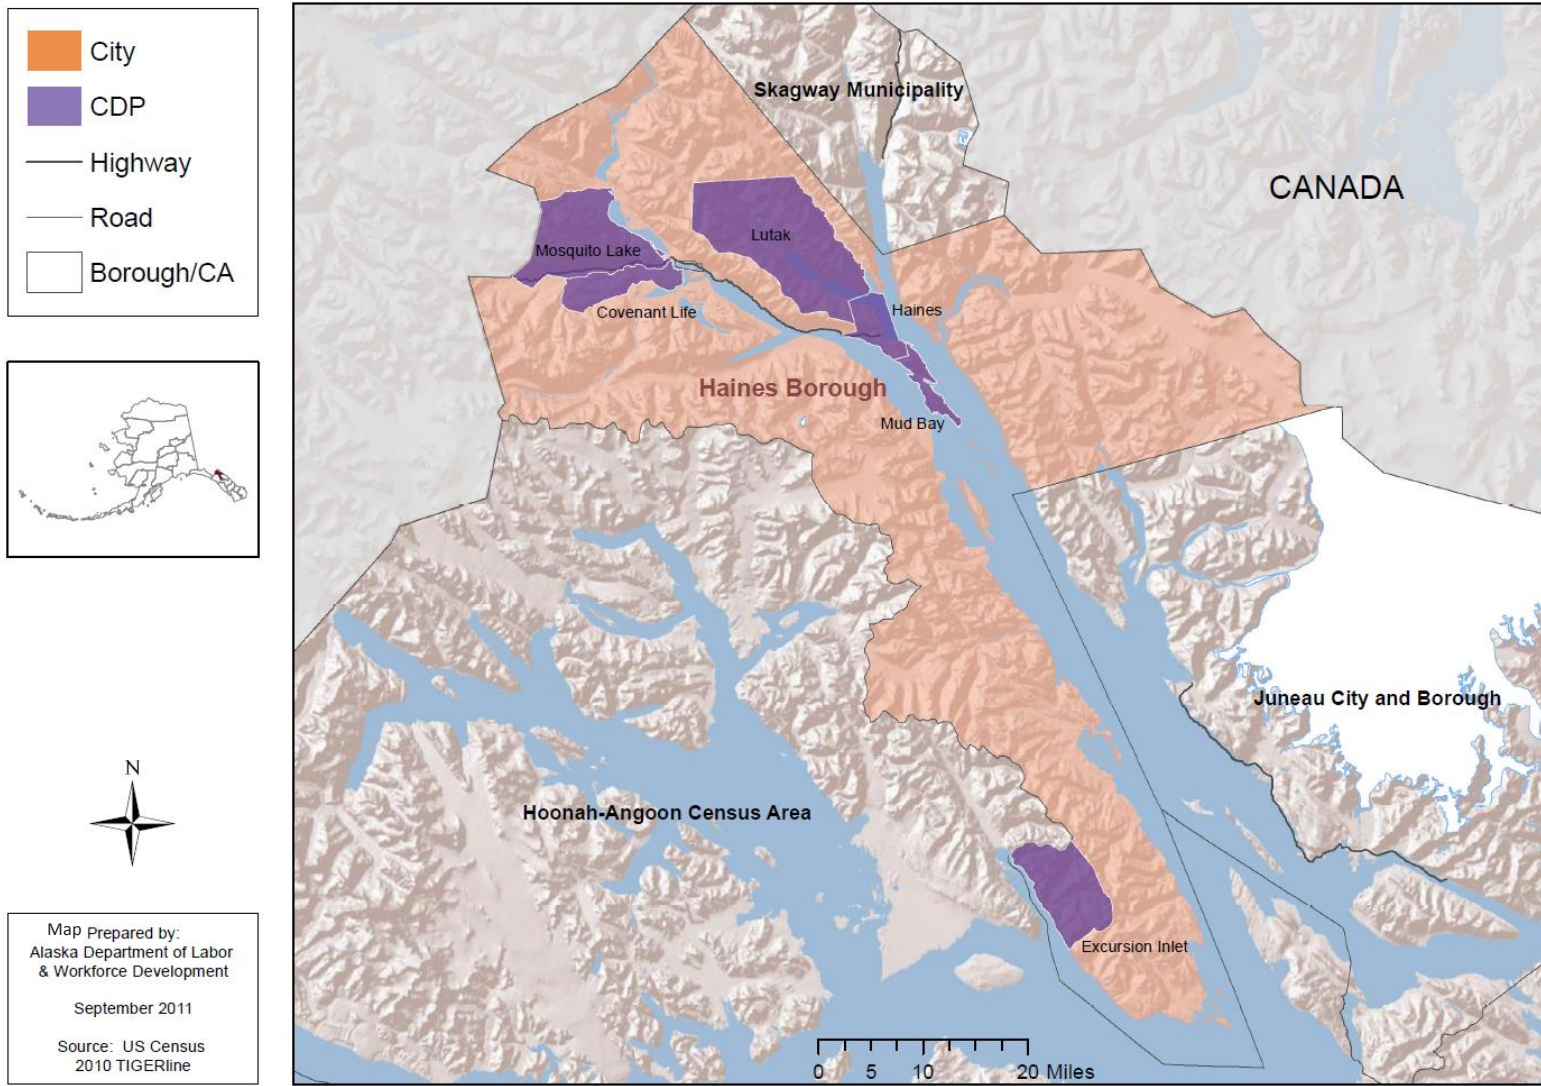 City
CDP
Highway
Road
Borough/CA
N
Map Prepared by:
Alaska Department of Labor
& Workforce Development
September 2011
Source: US Census
2010 TIGERline
Skagway Municipality
CANADA
Lutak
Mosquito Lake
Covenant Life
Haines
Haines Borough
Mud Bay
Juneau City and Borough
Hoonah-Angoon Census Area
Excursion Inlet
0 5 10 20 Miles